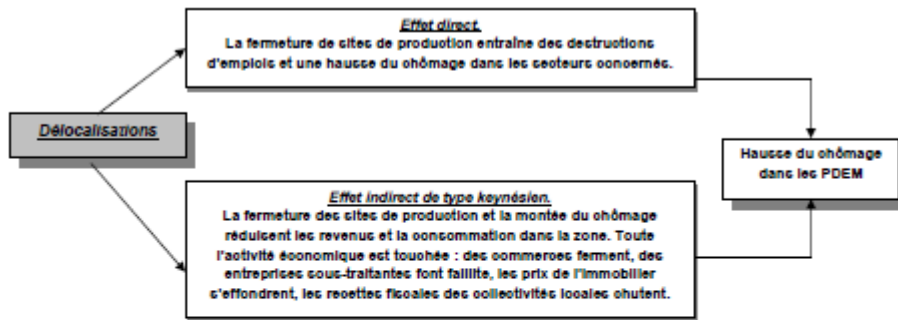 Effet direct.
La fermeture de sites de production entraîne des destructions
d'emplois et une hausse du chômage dans les secteurs concernés.
Délocalisations
Hausse du chômage
dans les PDEM
Effet indirect de type keynésien.
La fermeture des sites de production et la montée du chômage
réduisent les revenus et la consommation dans la zone. Toute
l'activité économique est touchée : des commerces ferment, des
entreprises sous-traitantes font faillite, les prix de l'immobilier
s'effondrent, les recettes fiscales des collectivités locales chutent.